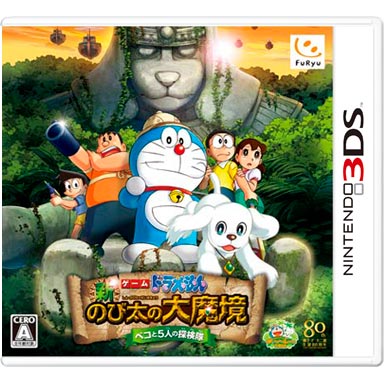 FuRyu
NINTENDO 3DS
ゲーム ドラえもん
新・のび太の大魔境
ペコと5人の探検隊
CERO
A
80